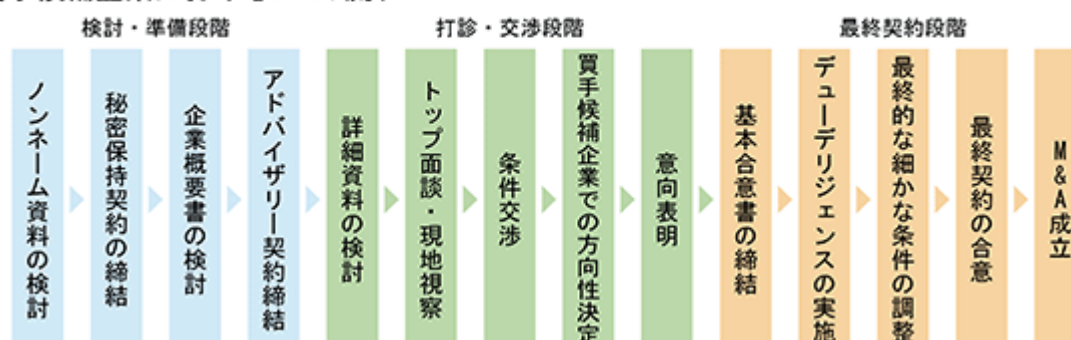 検討・準備段階
打診・交渉段階
最終契約段階
ノンネーム資料の検討
秘密保持契約の締結
企業概要書の検討
アドバイザリー契約締結
詳細資料の検討
トップ面談・現地視察
条件交渉
買手候補企業での方向性決定
意向表明
基本合意書の締結
デューデリジェンスの実施
最終的な細かな条件の調整
最終契約の合意
M&A成立